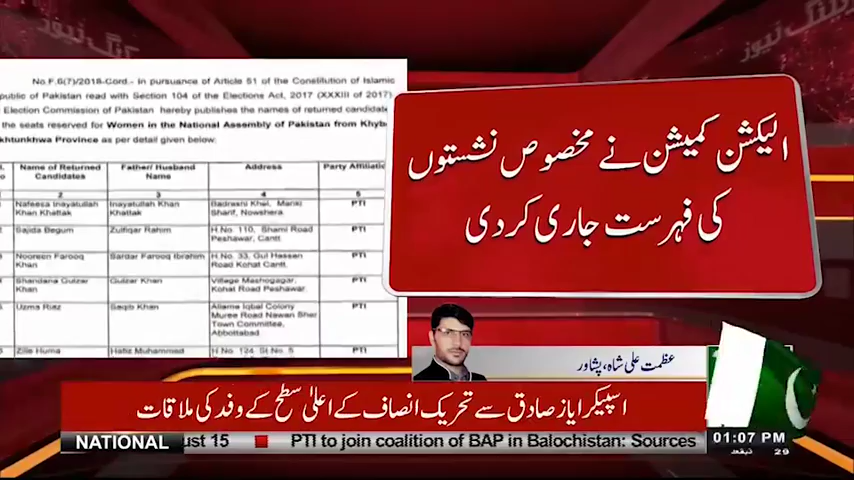 No.F.6(7)/2018-Cord.- In pursuance of Article 51 of the Constitution of Islamic
public of Pakistan read with Section 104 of the Elections Act, 2017 (XXXIII of 2017)
Election Commission of Pakistan hereby publishes the names of returned candidate
the seats reserved for Women in the National Assembly of Pakistan from Khybe
khtunkhwa Province as per detail given below.
Name of Returned Candidates Father/ Husband Name Address Party Affiliatio
2 3 4 5
Nafeesa Inayatullah Khan Khattak Inayatullah Khan Khattak Badrashi Khel, Manki Sharif, Nowshera PTI
Sajida Begum Zulfiqar Rahim H.No 110, Shami Road Peshawar, Cantt PTI
Nooreen Farooq Khan Sardar Farooq Ibrahim H.No. 33, Gul Hassan Road Kohat Cantt. PTI
Shandana Gulzar Khan Gulzar Khan Village Mashogagar, Kohat Road Peshawar. PTI
Uzma Riaz Saqib Khan Allama Iqbal Colony Muree Road Nawan Sher Town Committee, Abbottabad PTI
Zille Huma Hafiz Muhammed H No 124 St No 5 PTI
الیکشن کمیشن نے مخصوص نشستوں
کی فہرست جاری کردی
عظمت علی شاہ، پشاور
اسپیکر ایاز صادق سے تحریک انصاف کے اعلیٰ سطح کے وفد کی ملاقات
NATIONAL ust 15 PTI to join coalition of BAP in Balochistan: Sources 01:07 PM
29 ذیقعد